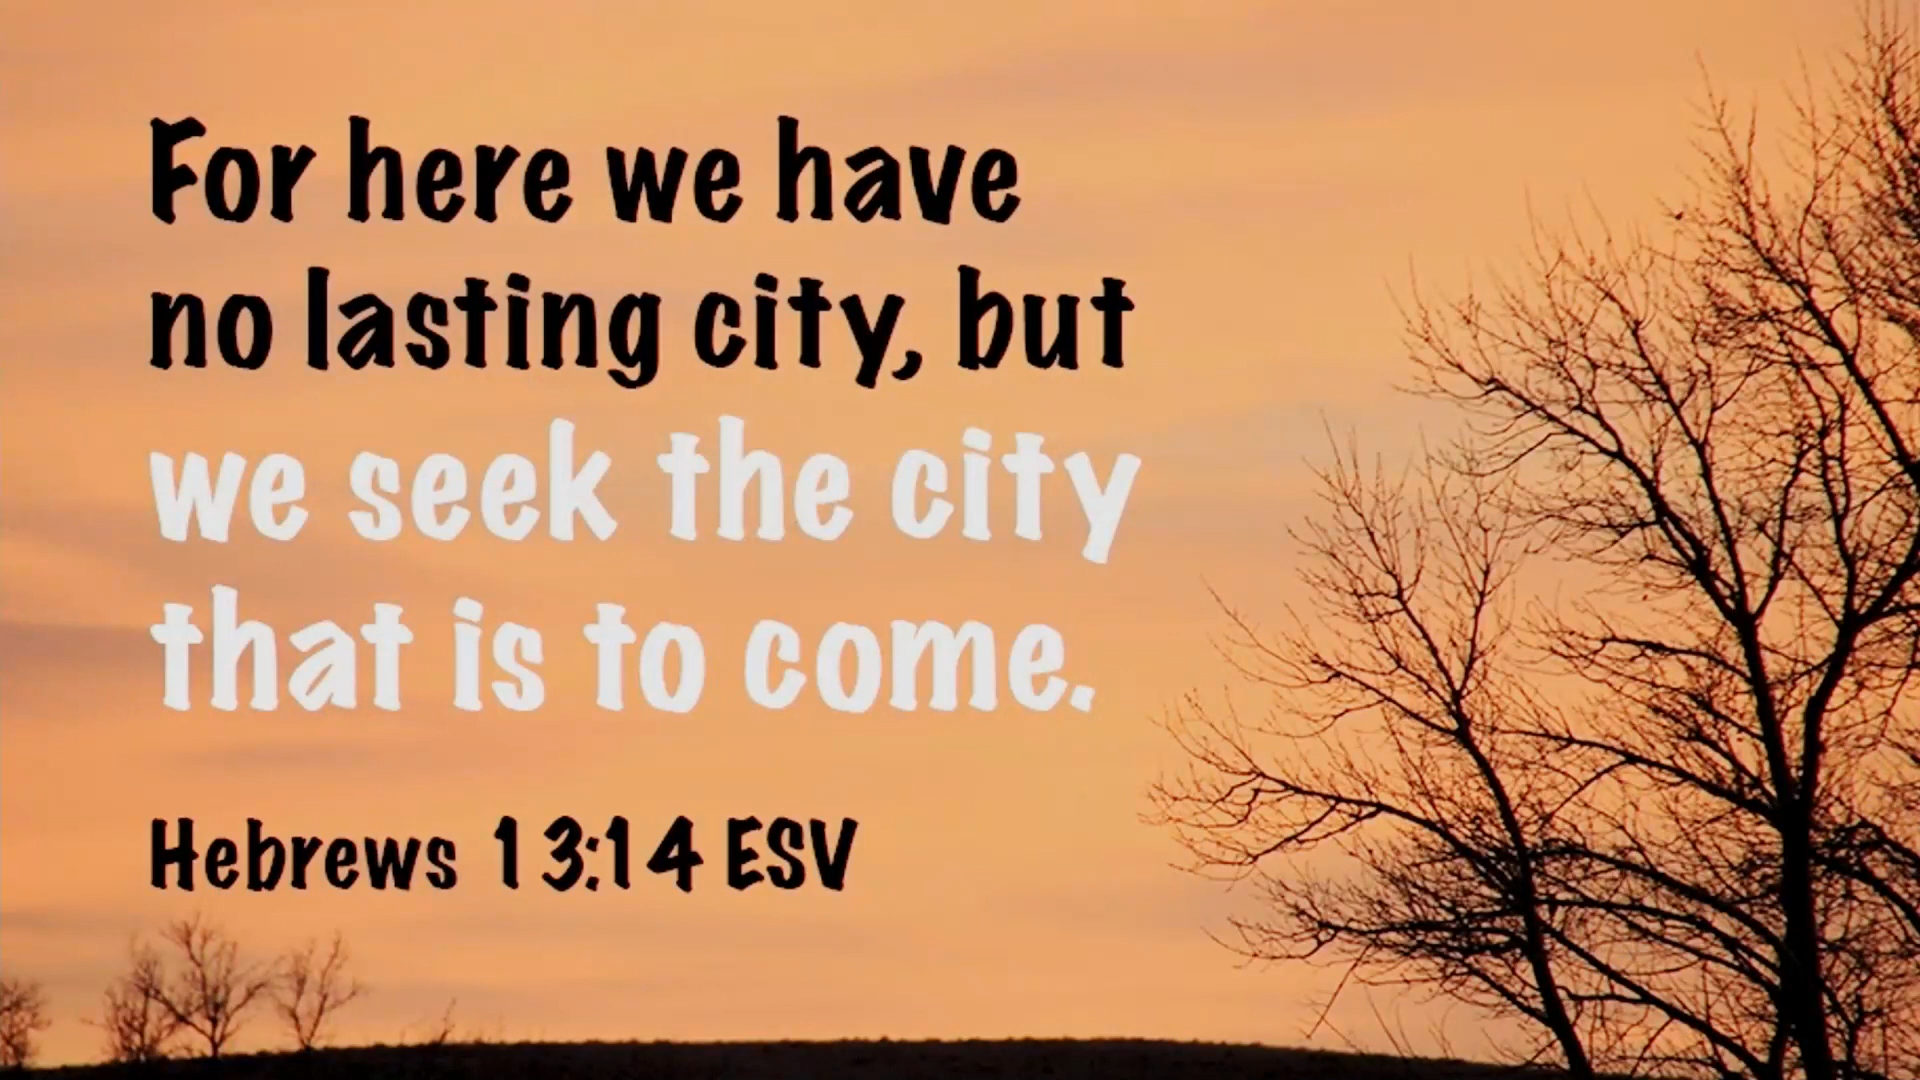 For here we have
no lasting city, but
we seek the city
that is to come.
Hebrews 13:14 ESV